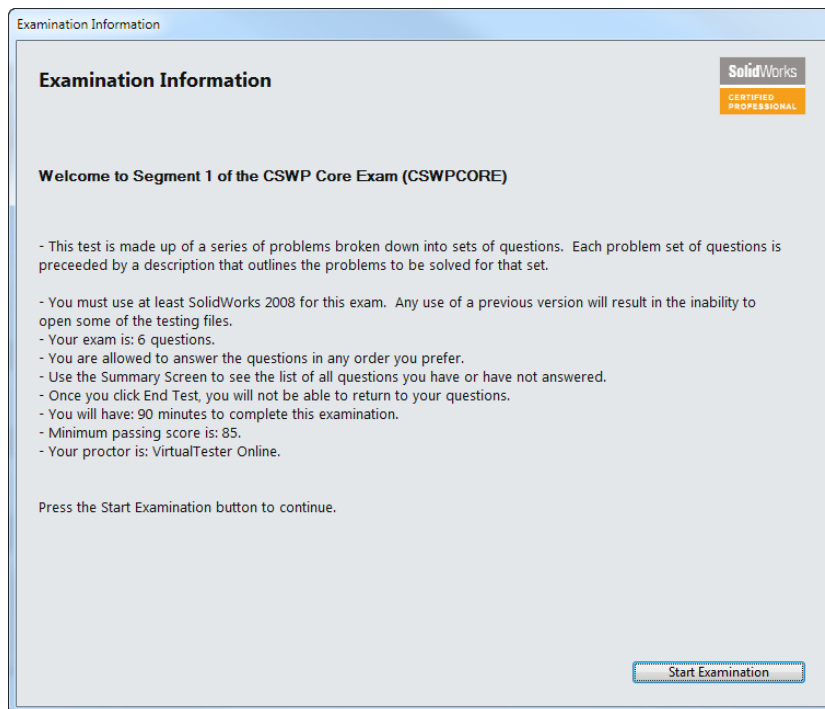 Examination Information
Examination Information
SolidWorks
CERTIFIED
PROFESSIONAL
Welcome to Segment 1 of the CSWP Core Exam (CSWPCORE)
- This test is made up of a series of problems broken down into sets of questions.  Each problem set of questions is
preceeded by a description that outlines the problems to be solved for that set.
- You must use at least SolidWorks 2008 for this exam.  Any use of a previous version will result in the inability to
open some of the testing files.
- Your exam is: 6 questions.
- You are allowed to answer the questions in any order you prefer.
- Use the Summary Screen to see the list of all questions you have or have not answered.
- Once you click End Test, you will not be able to return to your questions.
- You will have: 90 minutes to complete this examination.
- Minimum passing score is: 85.
- Your proctor is: VirtualTester Online.
Press the Start Examination button to continue.
Start Examination